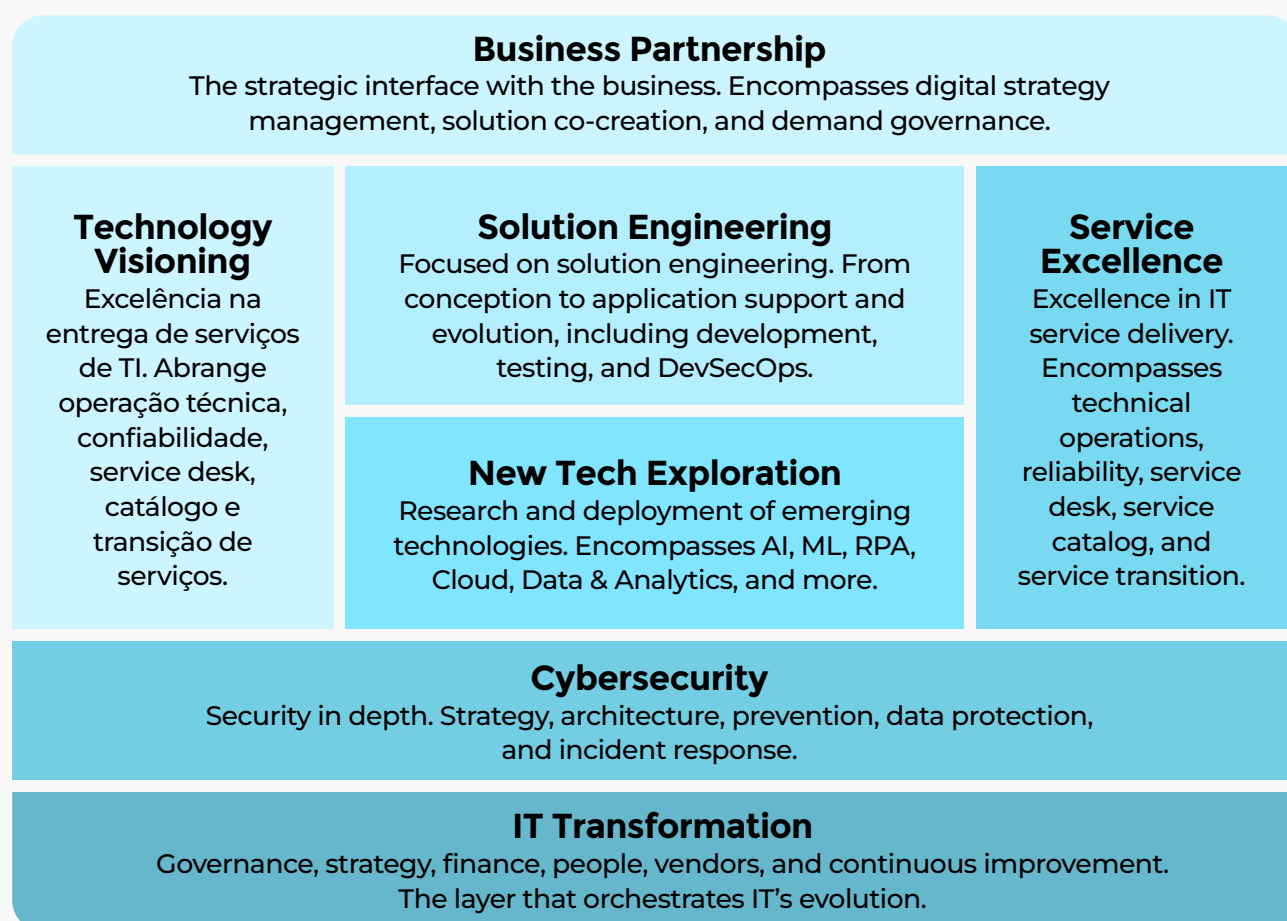 Business Partnership
The strategic interface with the business. Encompasses digital strategy
management, solution co-creation, and demand governance.
Technology
Visioning
Excelência na
entrega de serviços
de TI. Abrange
operação técnica,
confiabilidade,
service desk,
catálogo e
transição de
serviços.
Solution Engineering
Focused on solution engineering. From
conception to application support and
evolution, including development,
testing, and DevSecOps.
New Tech Exploration
Research and deployment of emerging
technologies. Encompasses AI, ML, RPA,
Cloud, Data & Analytics, and more.
Service
Excellence
Excellence in IT
service delivery.
Encompasses
technical
operations,
reliability, service
desk, service
catalog, and
service transition.
Cybersecurity
Security in depth. Strategy, architecture, prevention, data protection,
and incident response.
IT Transformation
Governance, strategy, finance, people, vendors, and continuous improvement.
The layer that orchestrates IT’s evolution.